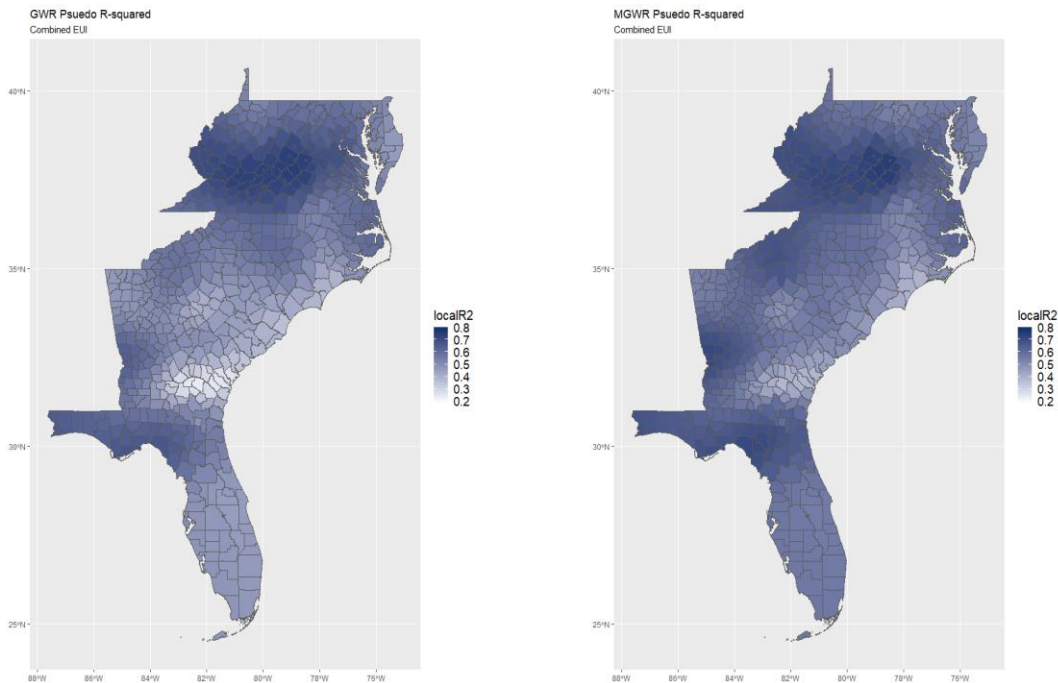 GWR Psuedo R-squared
Combined EUI
40°N
35°N
30°N
25°N
88°W 86°W 84°W 82°W 80°W 78°W 76°W
localR2
0.8
0.7
0.6
0.5
0.4
0.3
0.2
MGWR Psuedo R-squared
Combined EUI
40°N
35°N
30°N
25°N
88°W 86°W 84°W 82°W 80°W 78°W 76°W
localR2
0.8
0.7
0.6
0.5
0.4
0.3
0.2